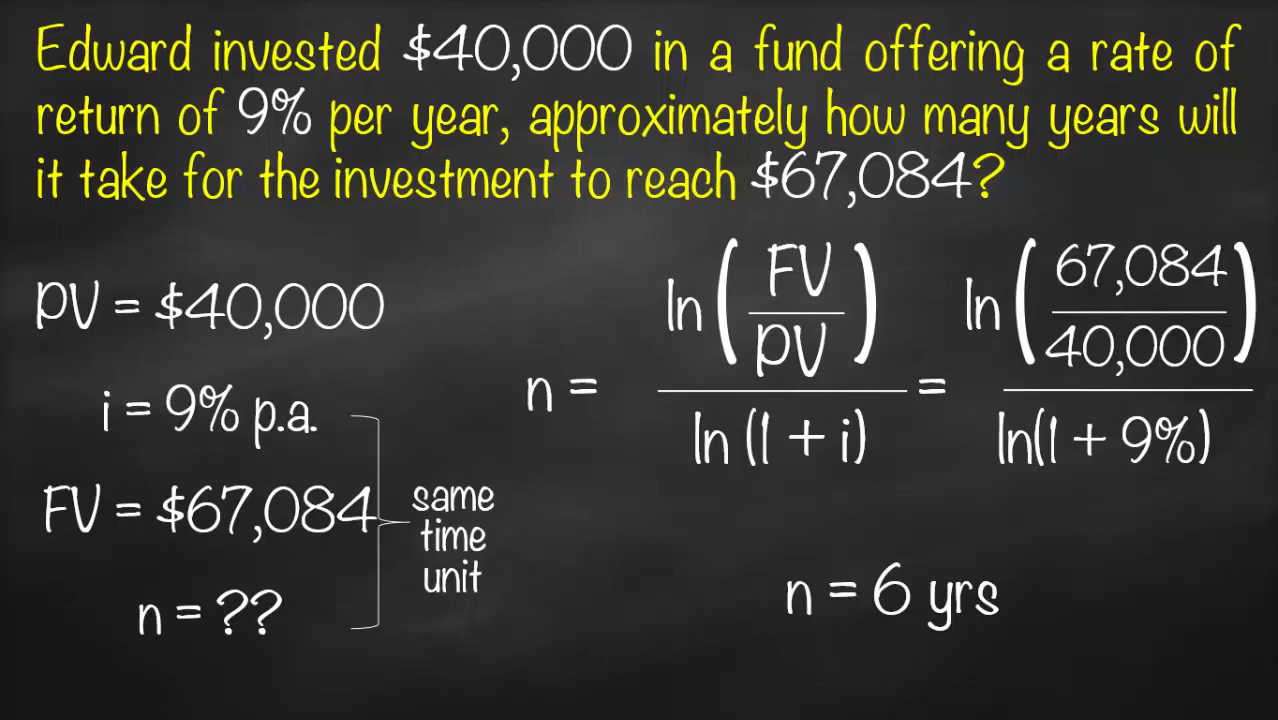 Edward invested $40,000 in a fund offering a rate of
return of 9% per year, approximately how many years will
it take for the investment to reach $67,084?
PV = $40,000
i = 9% p.a.
FV = $67,084
n = ??
same
time
unit
n = ln(FV/PV) / ln(1 + i) = ln(67,084/40,000) / ln(1 + 9%)
n = 6 yrs